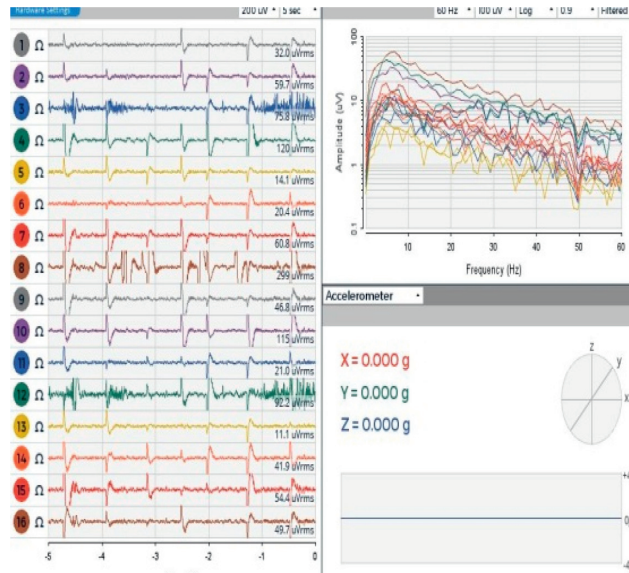 Hardware Settings
200 uV
5 sec
60 Hz
100 uV
Log
0.9
Filtered
1 Ω
32.0 uVrms
2 Ω
59.7 uVrms
3 Ω
75.8 uVrms
4 Ω
120 uVrms
5 Ω
14.1 uVrms
6 Ω
20.4 uVrms
7 Ω
60.8 uVrms
8 Ω
299 uVrms
9 Ω
46.8 uVrms
10 Ω
115 uVrms
11 Ω
21.0 uVrms
12 Ω
92.2 uVrms
13 Ω
11.1 uVrms
14 Ω
41.9 uVrms
15 Ω
54.4 uVrms
16 Ω
49.7 uVrms
-5 -4 -3 -2 -1 0
Amplitude (uV)
100
10
1
0.1
10 20 30 40 50 60
Frequency (Hz)
Accelerometer
X = 0.000 g
Y = 0.000 g
Z = 0.000 g
z
y
x
+4
0
-4